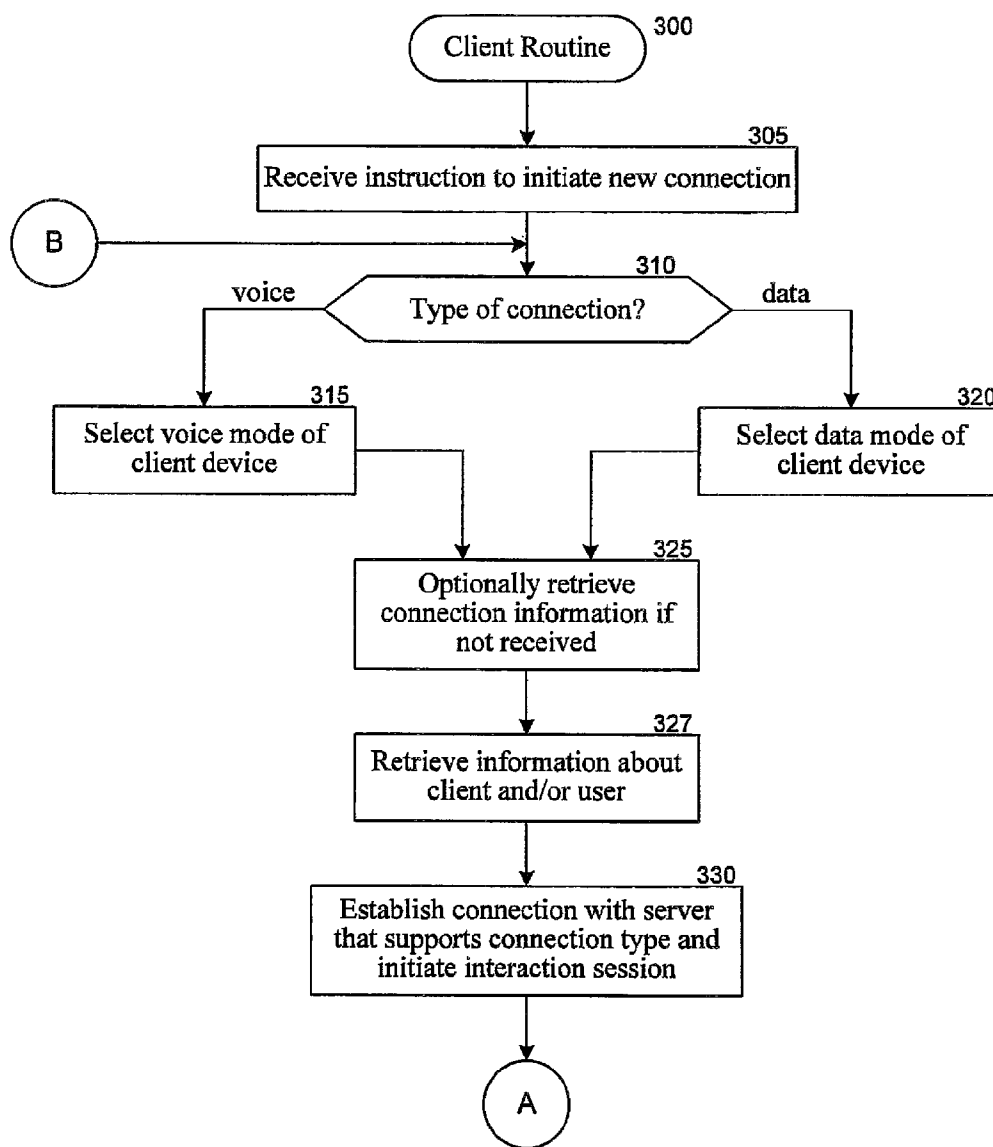 Client Routine
300
305
Receive instruction to initiate new connection
B
310
voice
Type of connection?
data
315
Select voice mode of
client device
320
Select data mode of
client device
325
Optionally retrieve
connection information if
not received
327
Retrieve information about
client and/or user
330
Establish connection with server
that supports connection type and
initiate interaction session
A